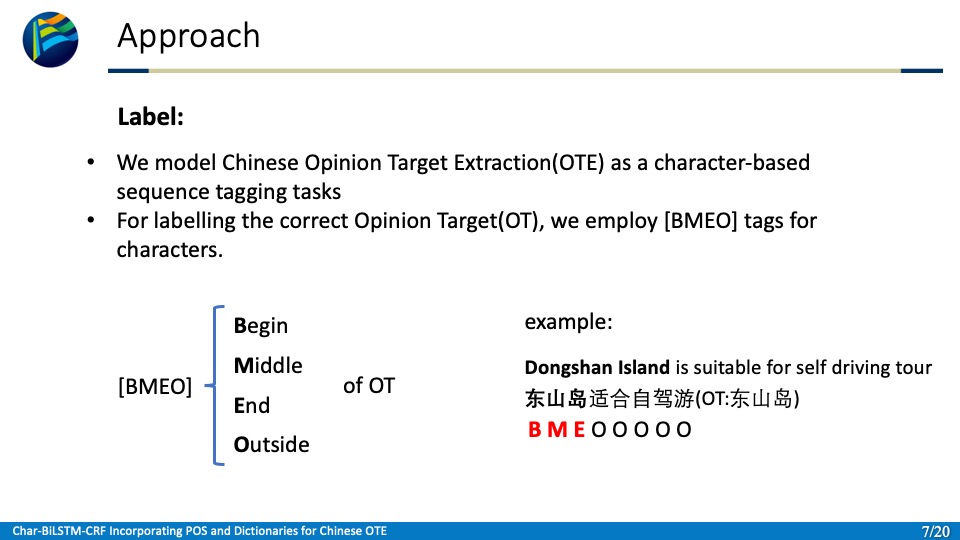 Approach
Label:
• We model Chinese Opinion Target Extraction(OTE) as a character-based
sequence tagging tasks
• For labelling the correct Opinion Target(OT), we employ [BMEO] tags for
characters.
[BMEO]
Begin
Middle
End
Outside
of OT
example:
Dongshan Island is suitable for self driving tour
东山岛适合自驾游(OT:东山岛)
B M E O O O O O
Char-BiLSTM-CRF Incorporating POS and Dictionaries for Chinese OTE
7/20